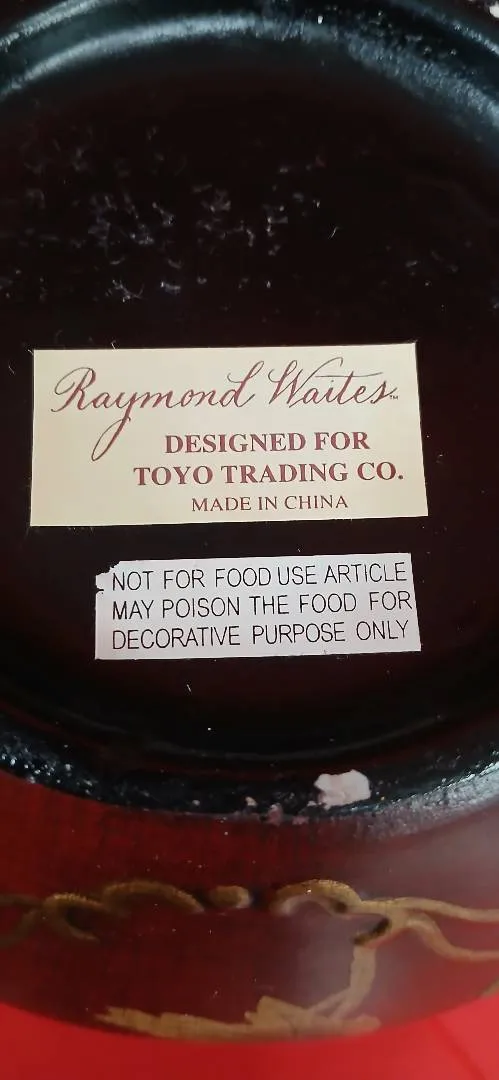 Raymond Waites™
DESIGNED FOR
TOYO TRADING CO.
MADE IN CHINA
NOT FOR FOOD USE ARTICLE
MAY POISON THE FOOD FOR
DECORATIVE PURPOSE ONLY